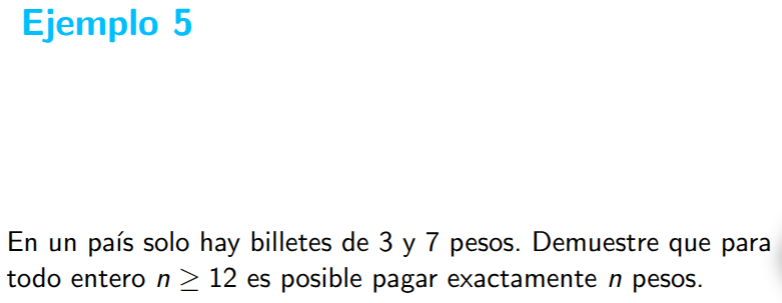 Ejemplo 5
En un país solo hay billetes de 3 y 7 pesos. Demuestre que para
todo entero n ≥ 12 es posible pagar exactamente n pesos.